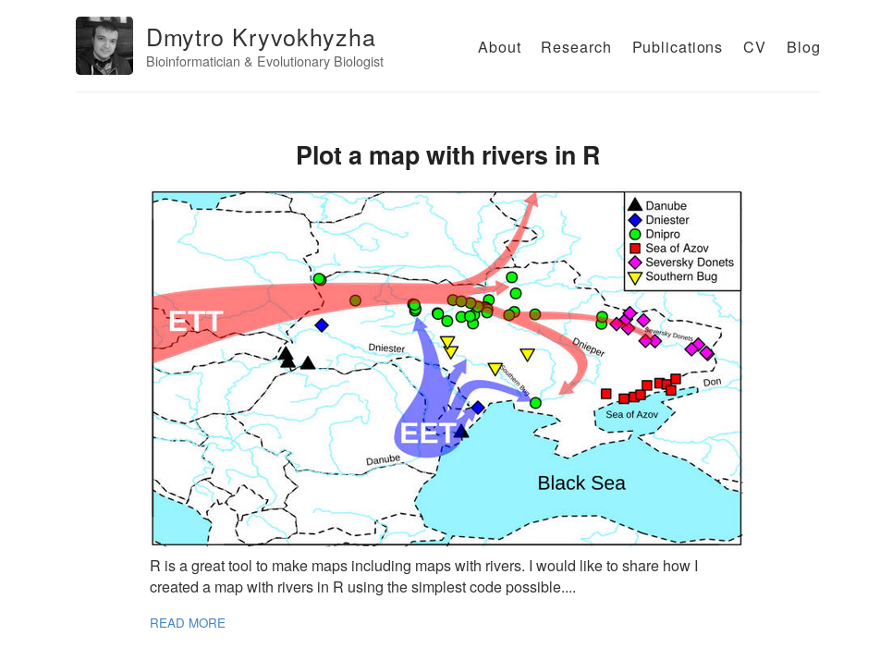 Dmytro Kryvokhyzha
Bioinformatician & Evolutionary Biologist
About Research Publications CV Blog
Plot a map with rivers in R
Danube
Dniester
Dnipro
Sea of Azov
Seversky Donets
Southern Bug
ETT
Seversky Donets
Dniester
Dnieper
Southern Bug
Don
Sea of Azov
EET
Danube
Black Sea
R is a great tool to make maps including maps with rivers. I would like to share how I
created a map with rivers in R using the simplest code possible....
READ MORE